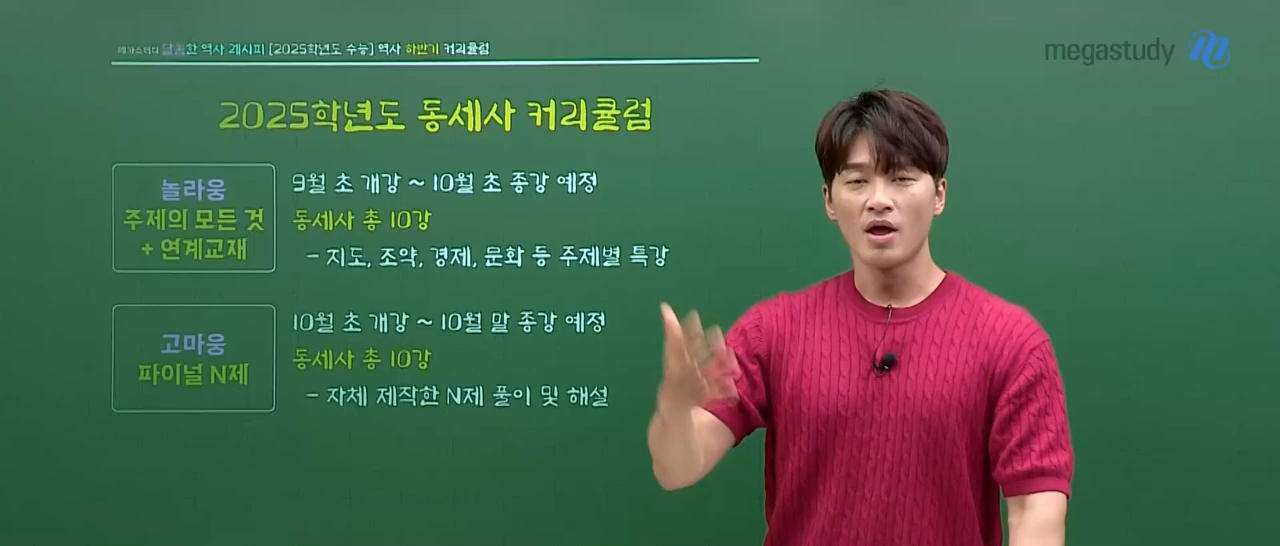 메가스터디 달콤한 역사 레시피 [2025학년도 수능] 역사 하반기 커리큘럼
megastudy
2025학년도 동세사 커리큘럼
놀라움
주제의 모든 것
+ 연계교재
9월 초 개강 ~ 10월 초 종강 예정
동세사 총 10강
- 지도, 조약, 경제, 문화 등 주제별 특강
고마움
파이널 N제
10월 초 개강 ~ 10월 말 종강 예정
동세사 총 10강
- 자체 제작한 N제 풀이 및 해설